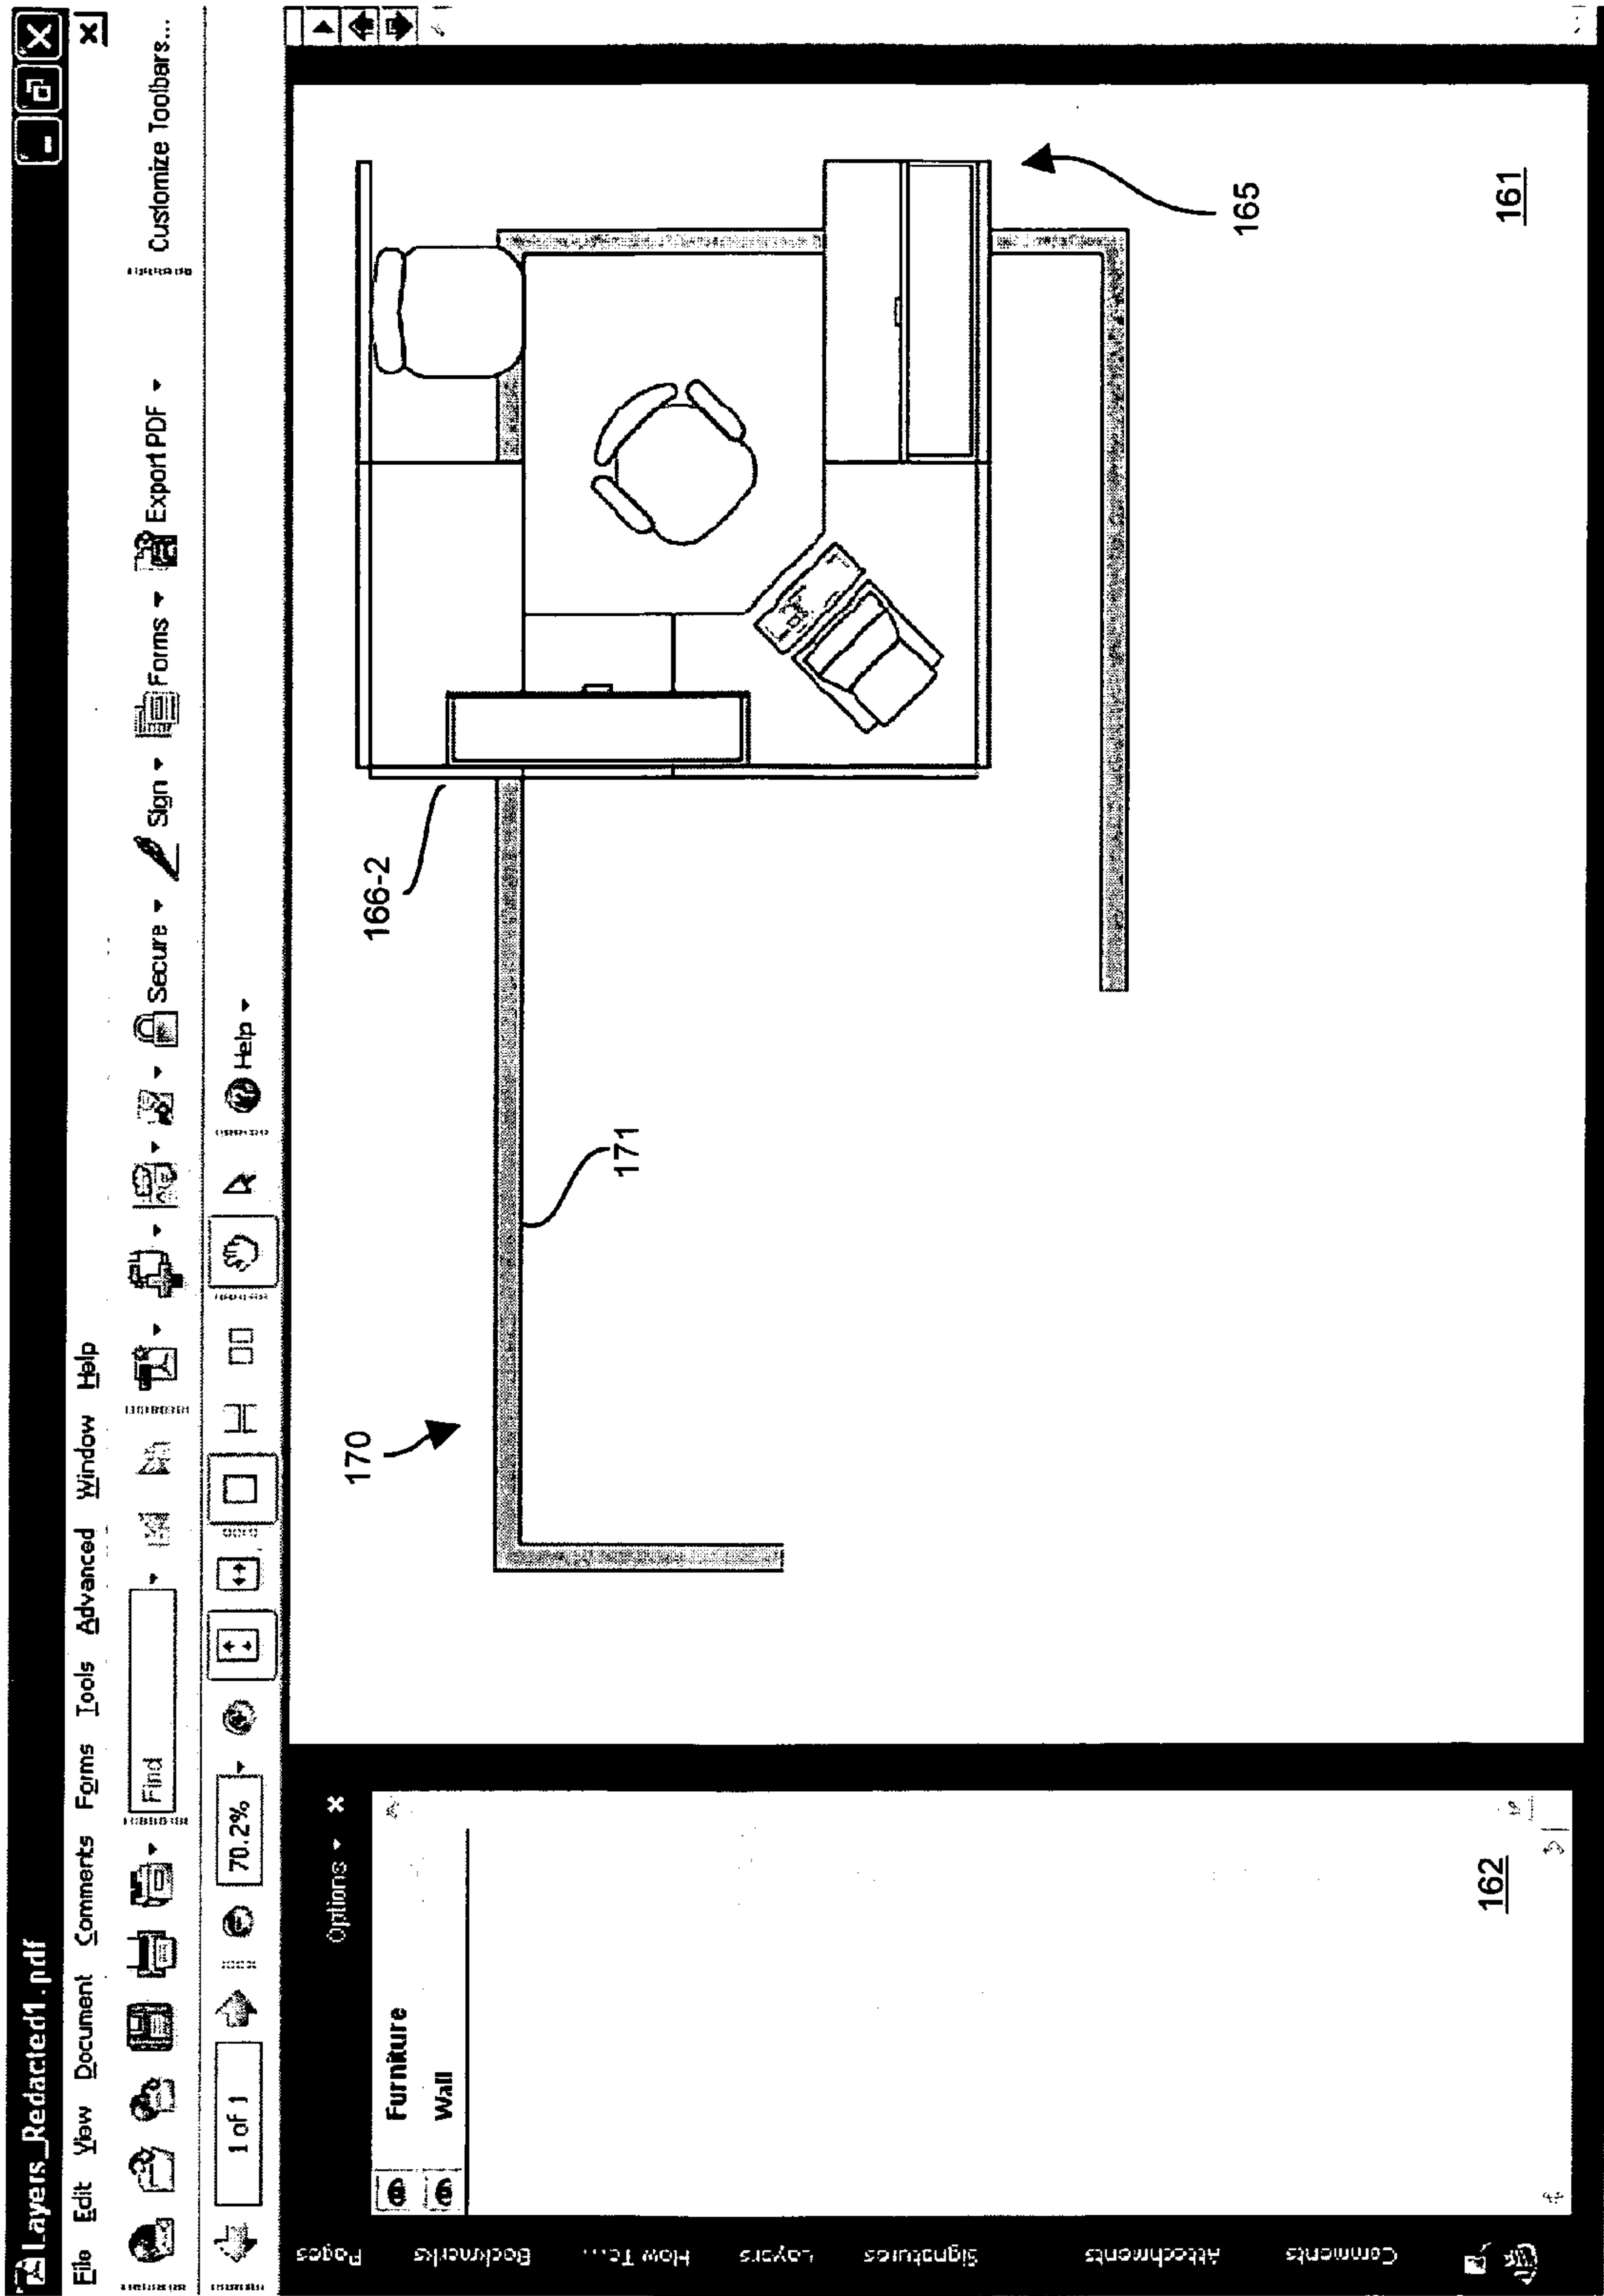 Layers_Redacted1.pdf
File Edit View Document Comments Forms Tools Advanced Window Help
Find Secure Sign Forms Export PDF Customize Toolbars...
1 of 1 70.2% Help
Options
Furniture
Wall
Pages
Bookmarks
How To...
Layers
Signatures
Attachments
Comments
162
170
171
166-2
165
161